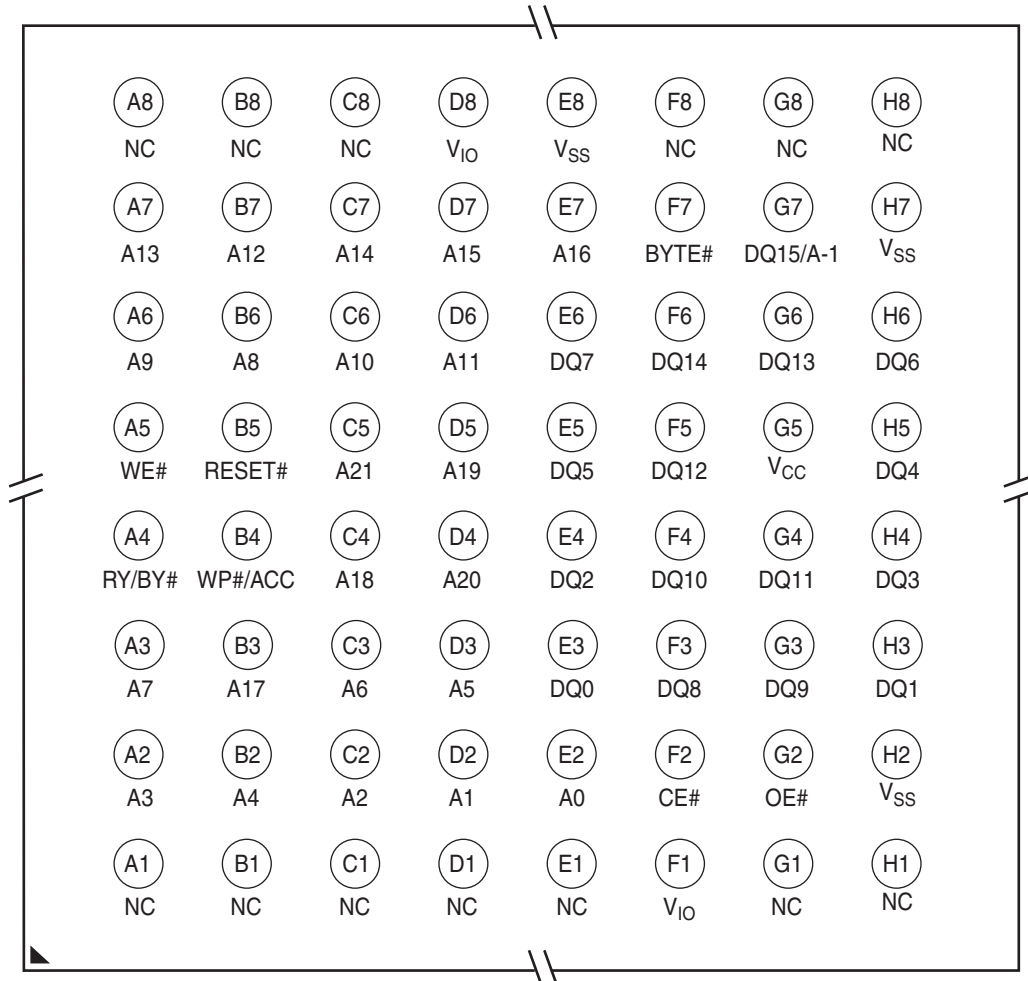 A8 B8 C8 D8 E8 F8 G8 H8
NC NC NC VIO VSS NC NC NC
A7 B7 C7 D7 E7 F7 G7 H7
A13 A12 A14 A15 A16 BYTE# DQ15/A-1 VSS
A6 B6 C6 D6 E6 F6 G6 H6
A9 A8 A10 A11 DQ7 DQ14 DQ13 DQ6
A5 B5 C5 D5 E5 F5 G5 H5
WE# RESET# A21 A19 DQ5 DQ12 VCC DQ4
A4 B4 C4 D4 E4 F4 G4 H4
RY/BY# WP#/ACC A18 A20 DQ2 DQ10 DQ11 DQ3
A3 B3 C3 D3 E3 F3 G3 H3
A7 A17 A6 A5 DQ0 DQ8 DQ9 DQ1
A2 B2 C2 D2 E2 F2 G2 H2
A3 A4 A2 A1 A0 CE# OE# VSS
A1 B1 C1 D1 E1 F1 G1 H1
NC NC NC NC NC VIO NC NC